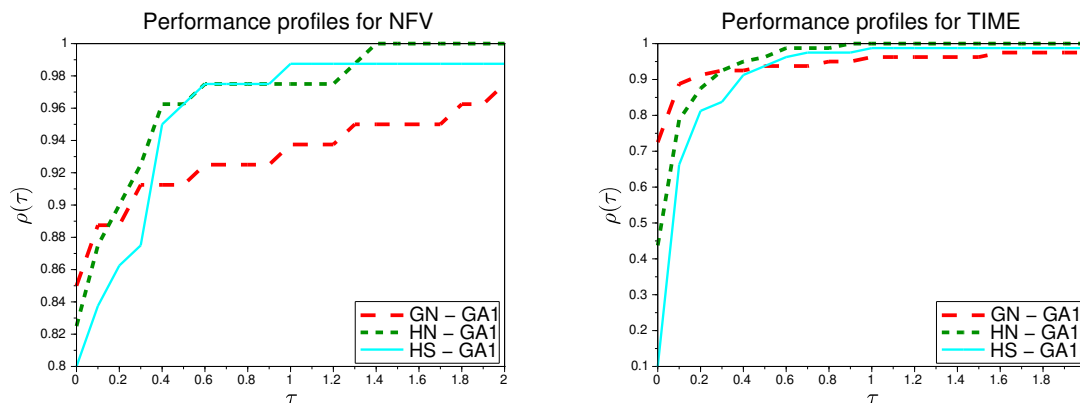 Performance profiles for NFV
1
0.98
0.96
0.94
0.92
0.9
0.88
0.86
0.84
0.82
0.8
ρ(τ)
0 0.2 0.4 0.6 0.8 1 1.2 1.4 1.6 1.8 2
τ
GN – GA1
HN – GA1
HS – GA1
Performance profiles for TIME
1
0.9
0.8
0.7
0.6
0.5
0.4
0.3
0.2
0.1
ρ(τ)
0 0.2 0.4 0.6 0.8 1 1.2 1.4 1.6 1.8
τ
GN – GA1
HN – GA1
HS – GA1